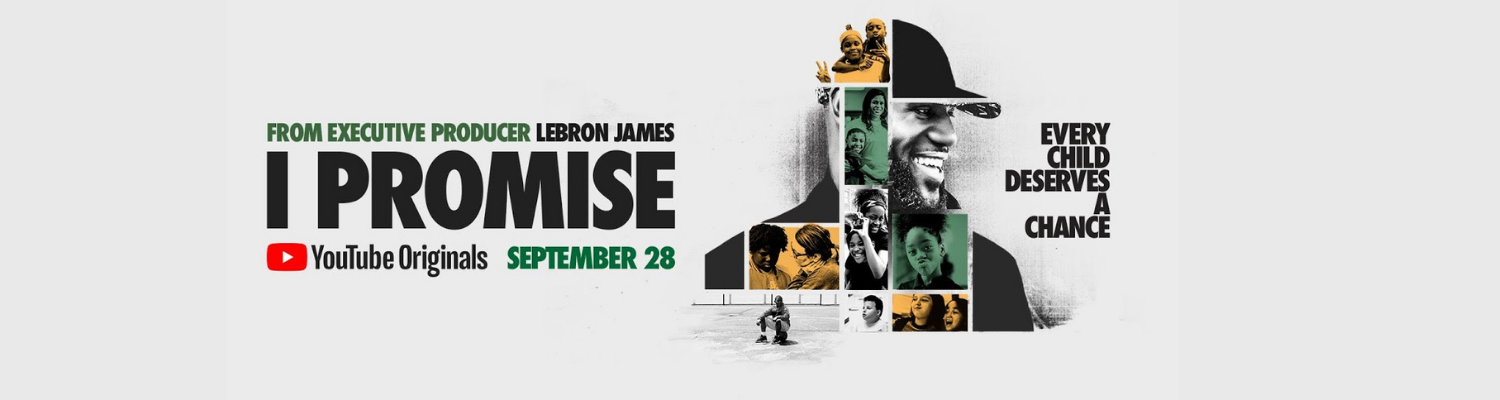 FROM EXECUTIVE PRODUCER LEBRON JAMES
I PROMISE
YouTube Originals SEPTEMBER 28
EVERY
CHILD
DESERVES
A
CHANCE